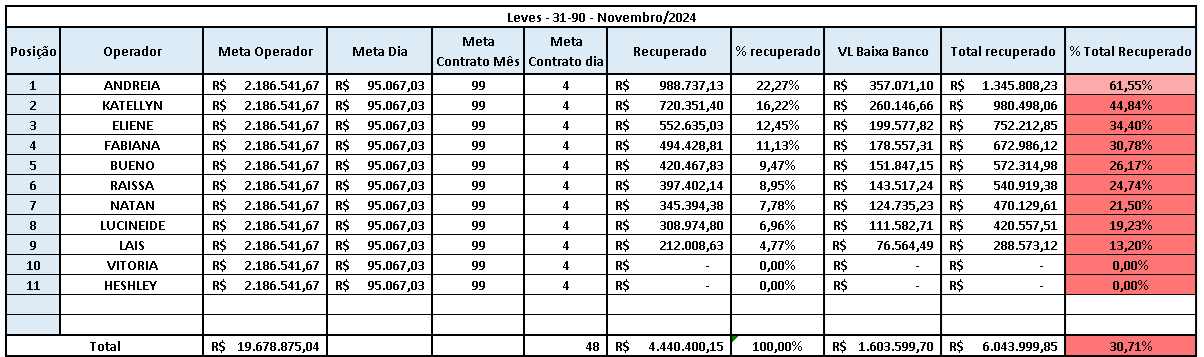 Leves - 31-90 - Novembro/2024
Posição Operador Meta Operador Meta Dia Meta Contrato Mês Meta Contrato dia Recuperado % recuperado VL Baixa Banco Total recuperado % Total Recuperado
1 ANDREIA R$ 2.186.541,67 R$ 95.067,03 99 4 R$ 988.737,13 22,27% R$ 357.071,10 R$ 1.345.808,23 61,55%
2 KATELLYN R$ 2.186.541,67 R$ 95.067,03 99 4 R$ 720.351,40 16,22% R$ 260.146,66 R$ 980.498,06 44,84%
3 ELIENE R$ 2.186.541,67 R$ 95.067,03 99 4 R$ 552.635,03 12,45% R$ 199.577,82 R$ 752.212,85 34,40%
4 FABIANA R$ 2.186.541,67 R$ 95.067,03 99 4 R$ 494.428,81 11,13% R$ 178.557,31 R$ 672.986,12 30,78%
5 BUENO R$ 2.186.541,67 R$ 95.067,03 99 4 R$ 420.467,83 9,47% R$ 151.847,15 R$ 572.314,98 26,17%
6 RAISSA R$ 2.186.541,67 R$ 95.067,03 99 4 R$ 397.402,14 8,95% R$ 143.517,24 R$ 540.919,38 24,74%
7 NATAN R$ 2.186.541,67 R$ 95.067,03 99 4 R$ 345.394,38 7,78% R$ 124.735,23 R$ 470.129,61 21,50%
8 LUCINEIDE R$ 2.186.541,67 R$ 95.067,03 99 4 R$ 308.974,80 6,96% R$ 111.582,71 R$ 420.557,51 19,23%
9 LAIS R$ 2.186.541,67 R$ 95.067,03 99 4 R$ 212.008,63 4,77% R$ 76.564,49 R$ 288.573,12 13,20%
10 VITORIA R$ 2.186.541,67 R$ 95.067,03 99 4 R$ - 0,00% R$ - R$ - 0,00%
11 HESHLEY R$ 2.186.541,67 R$ 95.067,03 99 4 R$ - 0,00% R$ - R$ - 0,00%
Total R$ 19.678.875,04 48 R$ 4.440.400,15 100,00% R$ 1.603.599,70 R$ 6.043.999,85 30,71%